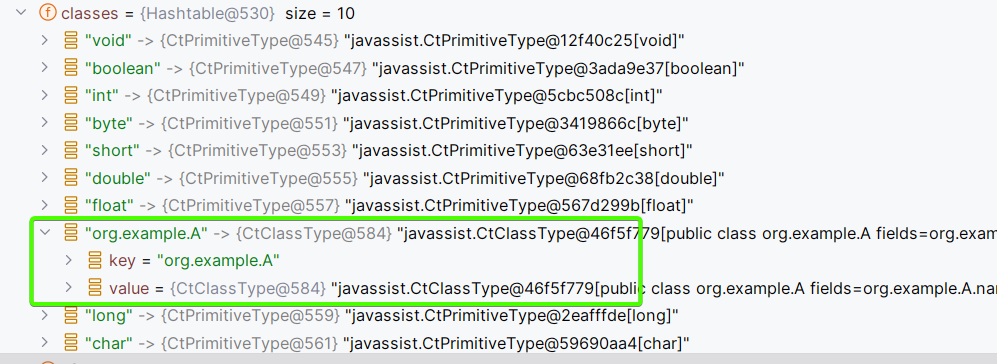 f classes = {Hashtable@530} size = 10
"void" -> {CtPrimitiveType@545} "javassist.CtPrimitiveType@12f40c25[void]"
"boolean" -> {CtPrimitiveType@547} "javassist.CtPrimitiveType@3ada9e37[boolean]"
"int" -> {CtPrimitiveType@549} "javassist.CtPrimitiveType@5cbc508c[int]"
"byte" -> {CtPrimitiveType@551} "javassist.CtPrimitiveType@3419866c[byte]"
"short" -> {CtPrimitiveType@553} "javassist.CtPrimitiveType@63e31ee[short]"
"double" -> {CtPrimitiveType@555} "javassist.CtPrimitiveType@68fb2c38[double]"
"float" -> {CtPrimitiveType@557} "javassist.CtPrimitiveType@567d299b[float]"
"org.example.A" -> {CtClassType@584} "javassist.CtClassType@46f5f779[public class org.example.A fields=org.exam
key = "org.example.A"
value = {CtClassType@584} "javassist.CtClassType@46f5f779[public class org.example.A fields=org.example.A.na
"long" -> {CtPrimitiveType@559} "javassist.CtPrimitiveType@2eafffde[long]"
"char" -> {CtPrimitiveType@561} "javassist.CtPrimitiveType@59690aa4[char]"